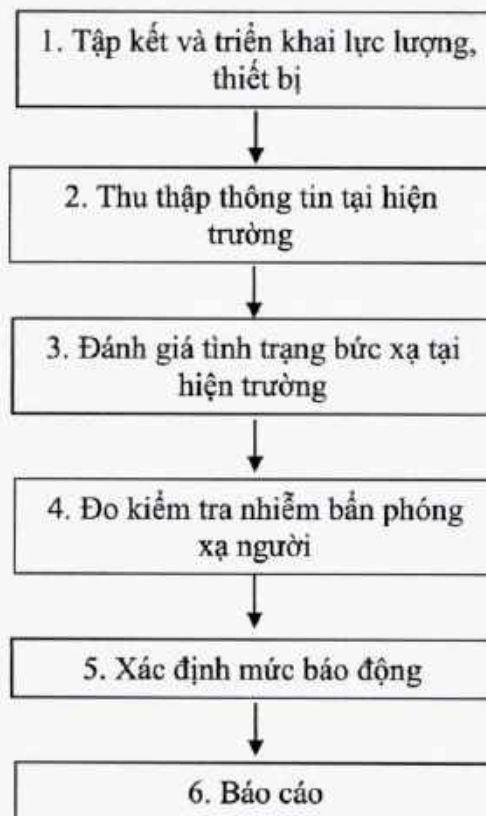 1. Tập kết và triển khai lực lượng,
thiết bị
2. Thu thập thông tin tại hiện
trường
3. Đánh giá tình trạng bức xạ tại
hiện trường
4. Đo kiểm tra nhiễm bẩn phóng
xạ người
5. Xác định mức báo động
6. Báo cáo